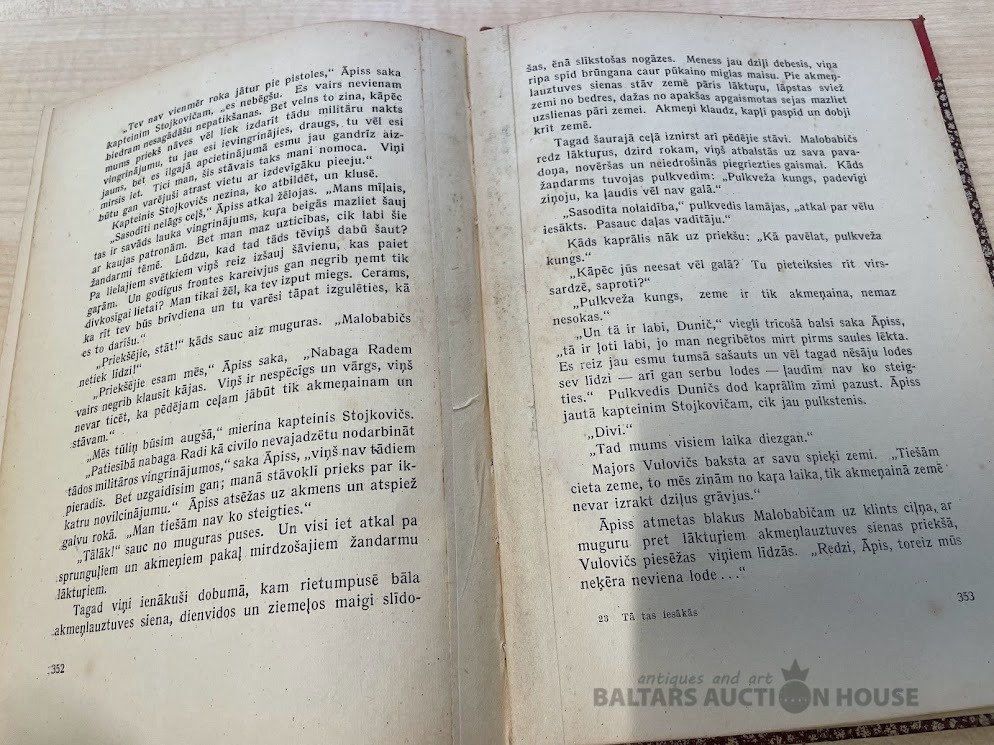 „Tev nav vienmēr roka jātur pie pistoles,“ Āpiss saka
kapteinim Stojkovičam, „es nebēgšu. Es vairs nevienam
biedram nesagādāšu nepatikšanas. Bet velns to zina, kāpēc
mums priekš nāves vēl liek izdarīt tādu militāru nakts
vingrinājumu, tu jau esi ievingrinājies, draugs, tu vēl esi
jauns, bet es ilgajā apcietinājumā esmu jau gandrīz aiz-
mirsis iet. Tici man, šis stāvais taks mani nomoca. Viņi
būtu gan varējuši atrast vietu ar izdevīgāku pieeju.“
Kapteinis Stojkovičs nezina, ko atbildēt, un klusē.
„Sasodīti nelāgs ceļš,“ Āpiss atkal žēlojas. „Mans mīļais,
tas ir savāds lauka vingrinājums, kuŗa beigās mazliet šauj
ar kaujas patronām. Bet man maz uzticības, cik labi šie
žandarmi tēmē. Lūdzu, kad tad tāds tēviņš dabū šaut?
Pa lielajiem svētkiem viņš reiz izšauj šāvienu, kas paiet
gaŗām. Un godīgus frontes kareivjus gan negrib ņemt tik
divkosīgai lietai? Man tikai žēl, ka tev izput miegs. Cerams,
ka rīt tev būs brīvdiena un tu varēsi tāpat izgulēties, kā
es to darīšu.“
„Priekšējie, stāt!“ kāds sauc aiz muguras. „Malobabičs
netiek līdzi!“
„Priekšējie esam mēs,“ Āpiss saka, „Nabaga Radem
vairs negrib klausīt kājas. Viņš ir nespēcīgs un vārgs, viņš
nevar ticēt, ka pēdējam ceļam jābūt tik akmeņainam un
stāvam.“
„Mēs tūliņ būsim augšā,“ mierina kapteinis Stojkovičs.
„Patiesībā nabaga Radi kā civilo nevajadzētu nodarbināt
tādos militāros vingrinājumos,“ saka Āpiss, „viņš nav tādiem
pieradis. Bet uzgaidīsim gan; manā stāvoklī prieks par ik-
katru novilcinājumu.“ Āpiss atsēžas uz akmens un atspiež
galvu rokā. „Man tiešām nav ko steigties.“
„Tālāk!“ sauc no muguras puses. Un visi iet atkal pa
sprunguļiem un akmeņiem pakaļ mirdzošajiem žandarmu
lākturiem.
Tagad viņi ienākuši dobumā, kam rietumpusē bāla
akmeņlauztuves siena, dienvidos un ziemeļos maigi slīdo-
352
šas, ēnā slīkstošas nogāzes. Meness jau dziļi debesīs, viņa
ripa spīd brūngana caur pūkaino miglas maisu. Pie akmeņ-
lauztuves sienas stāv zemē pāris lākturu, lāpstas sviež
zemi no bedres, dažas no apakšas apgaismotas sejas mazliet
uzslienas pāri zemei. Akmeņi klaudz, kapļi paspīd un dobji
krīt zemē.
Tagad šaurajā ceļā iznirst arī pēdējie stāvi. Malobabičs
redz lākturus, dzird rokam, viņš atbalstās uz sava pava-
doņa, novēršas un neiedrošinās piegriezties gaismai. Kāds
žandarms tuvojas pulkvedim: „Pulkveža kungs, padevīgi
ziņoju, ka ļaudis vēl nav galā.“
„Sasodīta nolaidība,“ pulkvedis lamājas, „atkal par vēlu
iesākts. Pasauc daļas vadītāju.“
Kāds kaprālis nāk uz priekšu: „Kā pavēlat, pulkveža
kungs.“
„Kāpēc jūs neesat vēl galā? Tu pieteiksies rīt virs-
sardzē, saproti?“
„Pulkveža kungs, zeme ir tik akmeņaina, nemaz
nesokas.“
„Un tā ir labi, Dunič,“ viegli trīcošā balsī saka Āpiss,
„tā ir ļoti labi, jo man negribētos mirt pirms saules lēkta.
Es reiz jau esmu tumsā sašauts un vēl tagad nēsāju lodes
sev līdzi — arī gan serbu lodes — ļaudīm nav ko steig-
ties.“ Pulkvedis Duničs dod kaprālim zīmi pazust. Āpiss
jautā kapteinim Stojkovičam, cik jau pulkstenis.
„Divi.“
„Tad mums visiem laika diezgan.“
Majors Vulovičs baksta ar savu spieķi zemi. „Tiešām
cieta zeme, to mēs zinām no kaŗa laika, tik akmeņainā zemē
nevar izrakt dziļus grāvjus.“
Āpiss atmetas blakus Malobabičam uz klints ciļņa, ar
muguru pret lākturiem akmeņlauztuves sienas priekšā,
Vulovičs piesēžas viņiem līdzās. „Redzi, Āpis, toreiz mūs
neķēra neviena lode . . .“
23 Tā tas iesākās
353
antiques and art
BALTARS AUCTION HOUSE